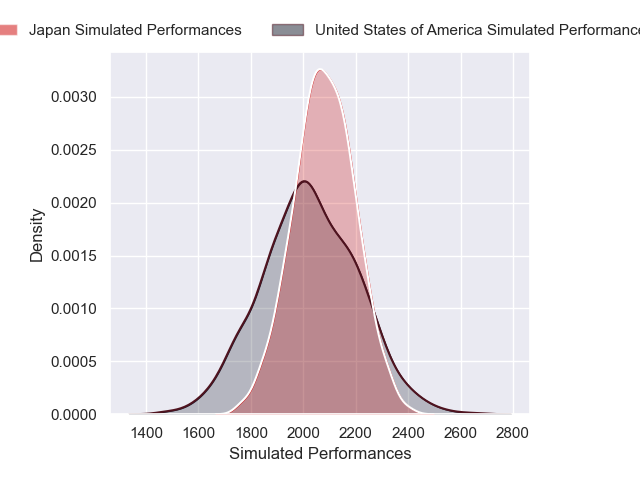 Japan Simulated Performances
United States of America Simulated Performance
0.0030
0.0025
0.0020
0.0015
0.0010
0.0005
0.0000
Density
1400 1600 1800 2000 2200 2400 2600 2800
Simulated Performances